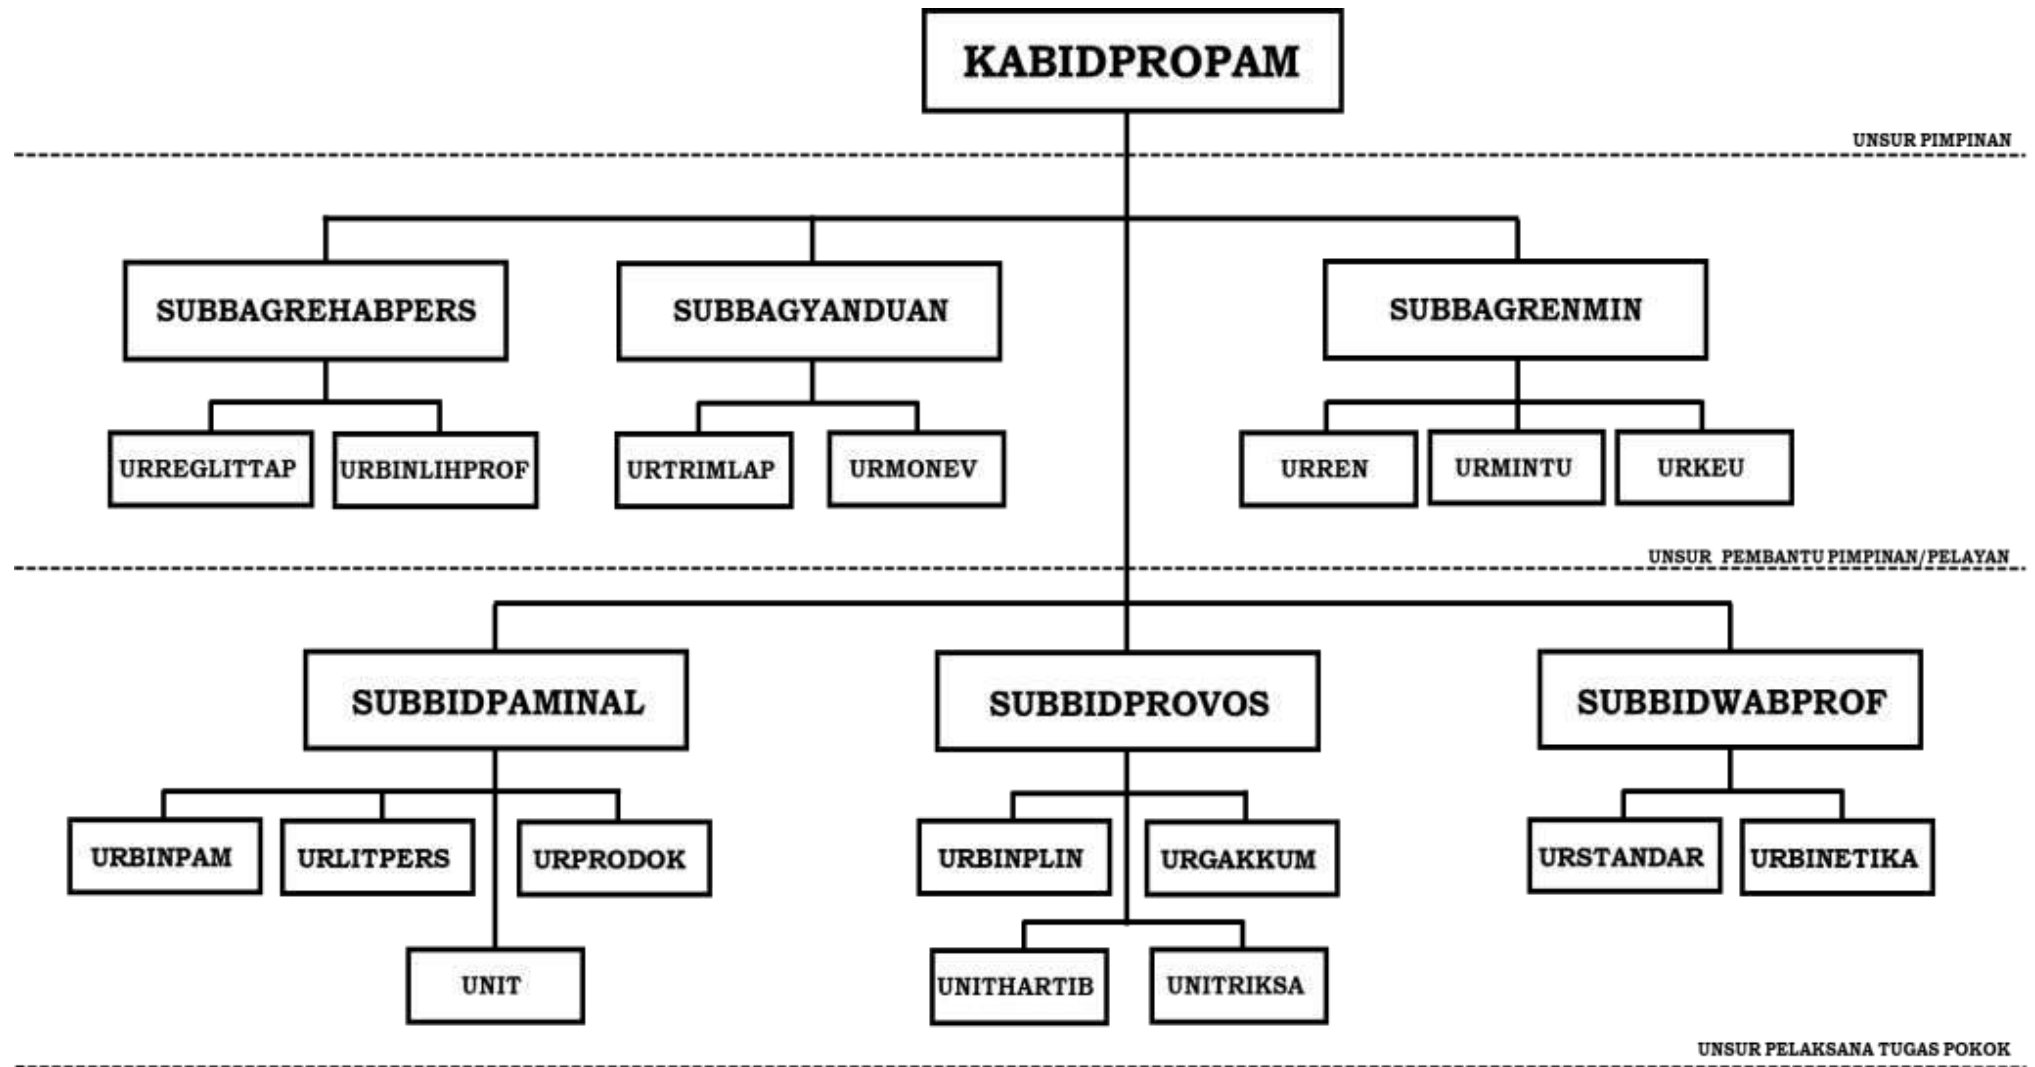 KABIDPROPAM
UNSUR PIMPINAN
SUBBAGREHABPERS
SUBBAGYANDUAN
SUBBAGRENMIN
URREGLITTAP
URBINLIHPROF
URTRIMLAP
URMONEV
URREN
URMINTU
URKEU
UNSUR PEMBANTU PIMPINAN/PELAYAN
SUBBIDPAMINAL
SUBBIDPROVOS
SUBBIDWABPROF
URBINPAM
URLITPERS
URPRODOK
URBINPLIN
URGAKKUM
URSTANDAR
URBINETIKA
UNIT
UNITHARTIB
UNITRIKSA
UNSUR PELAKSANA TUGAS POKOK